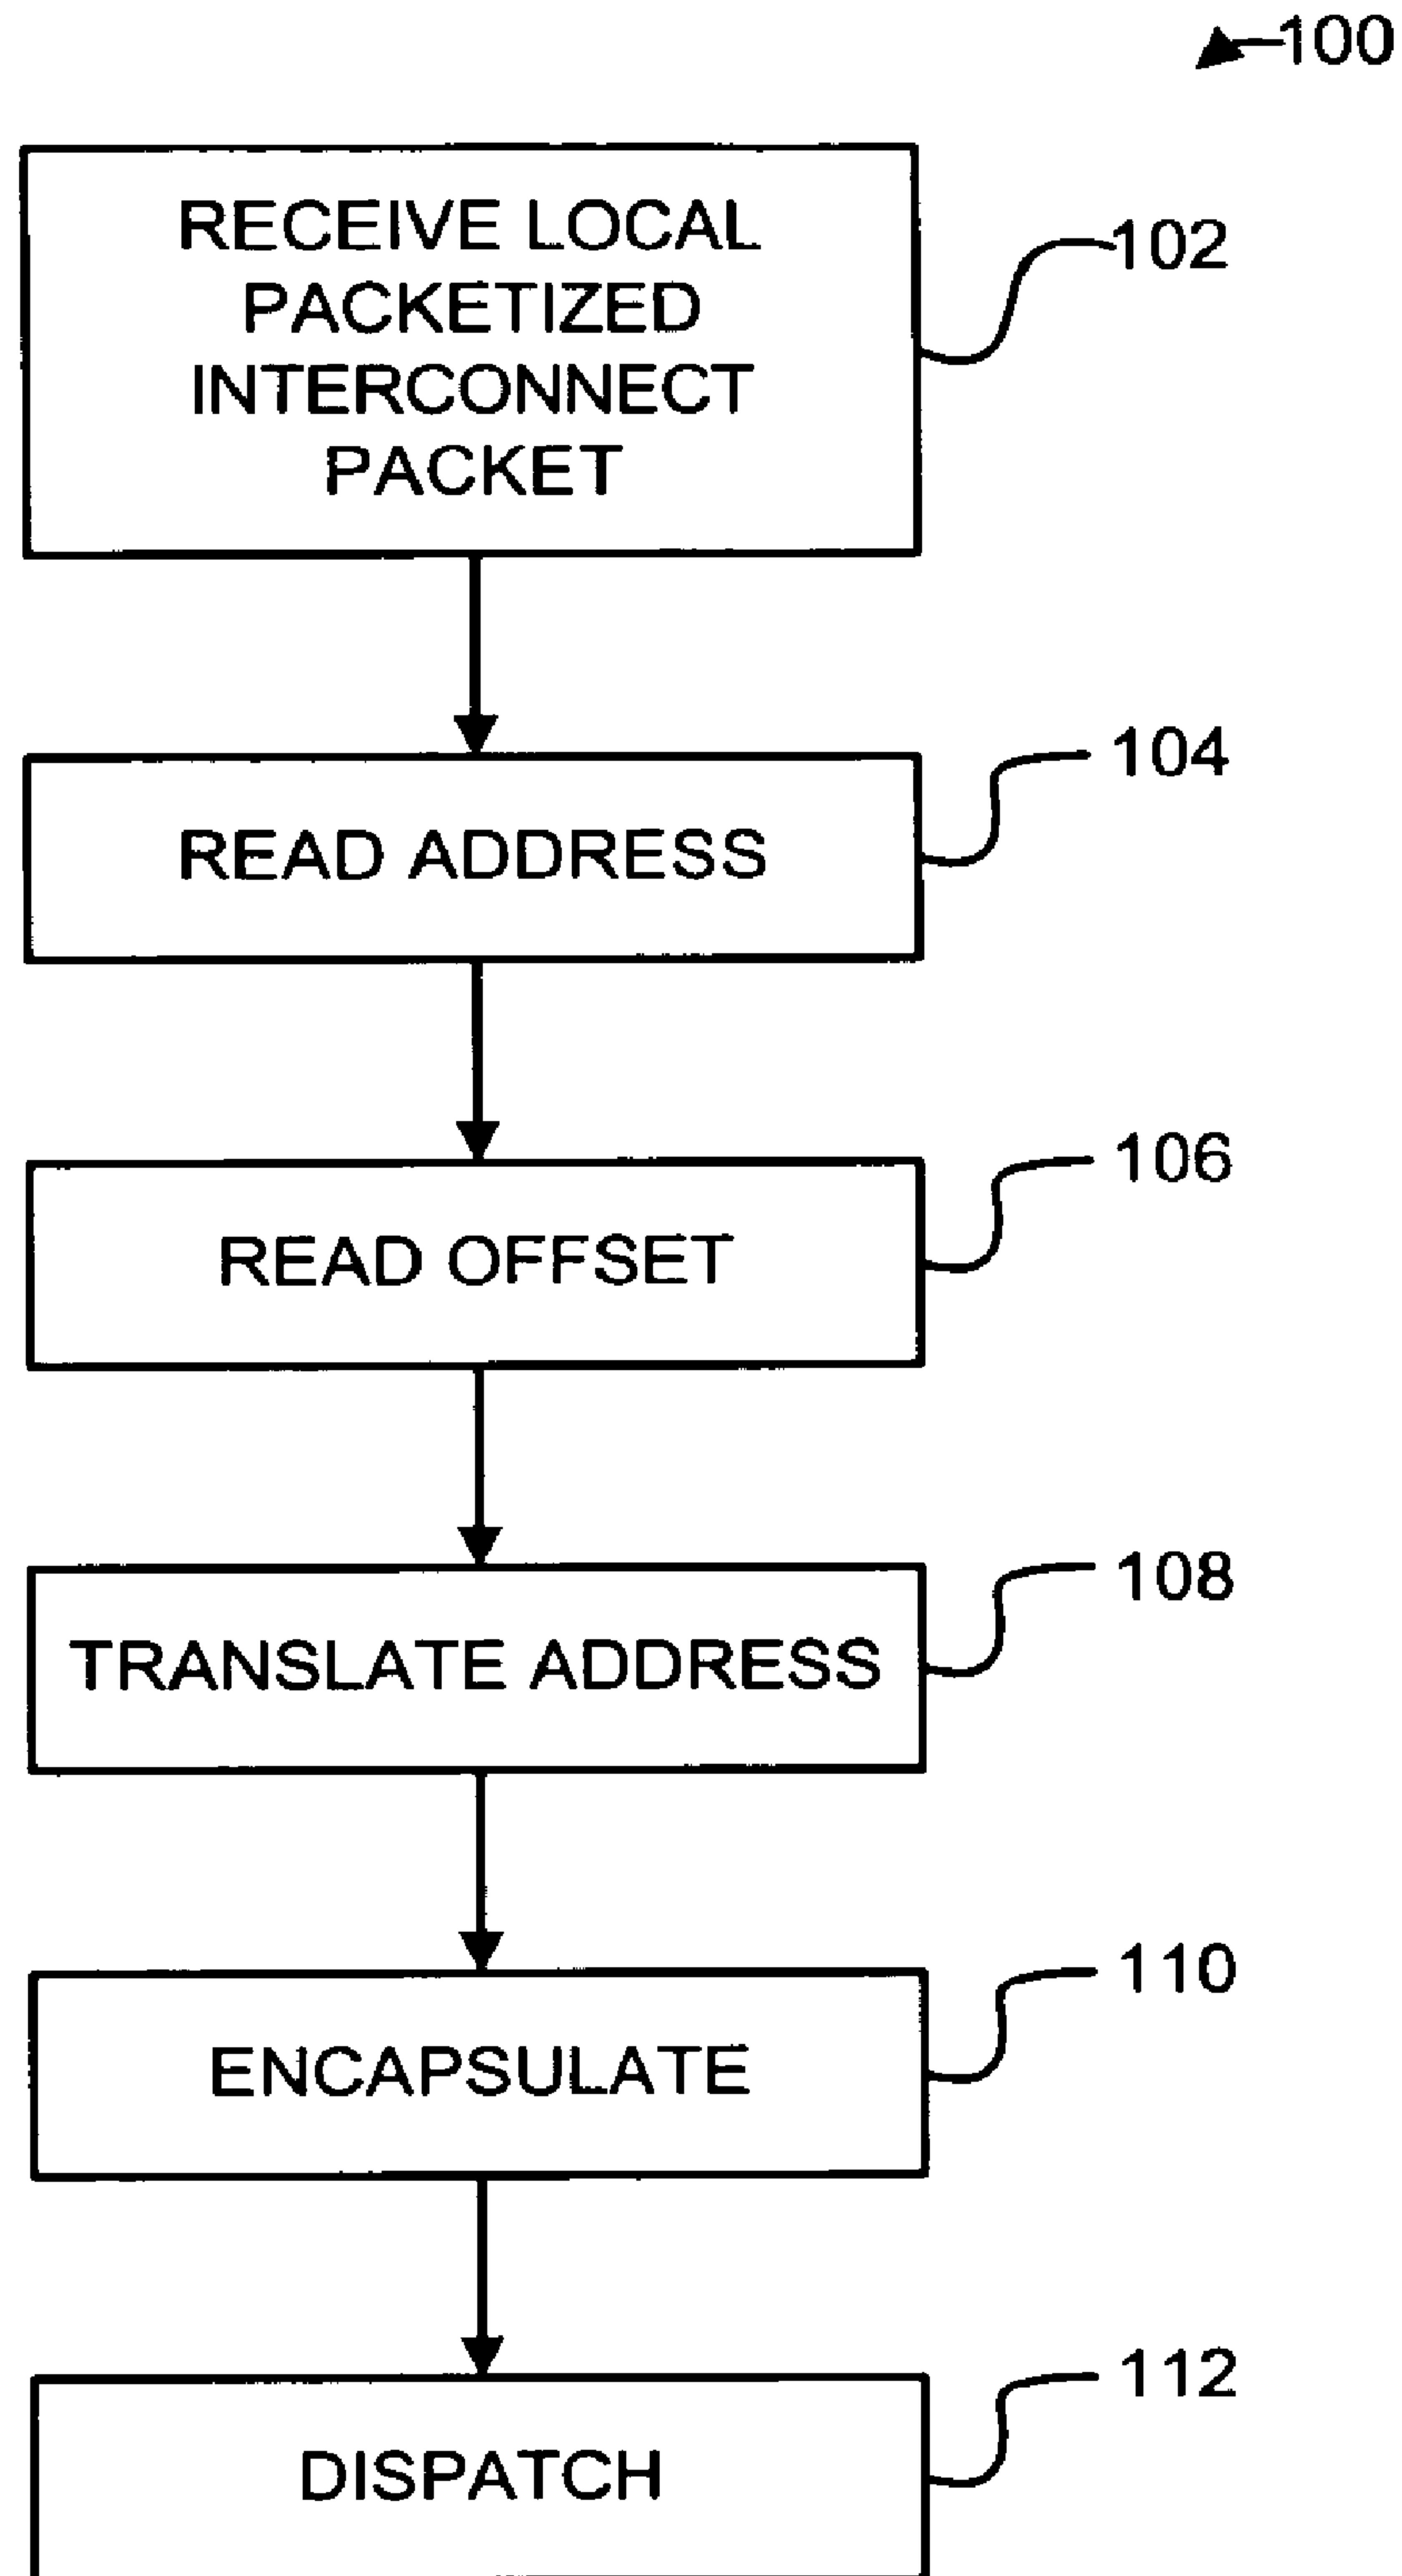 100
RECEIVE LOCAL
PACKETIZED
INTERCONNECT
PACKET
102
READ ADDRESS
104
READ OFFSET
106
TRANSLATE ADDRESS
108
ENCAPSULATE
110
DISPATCH
112